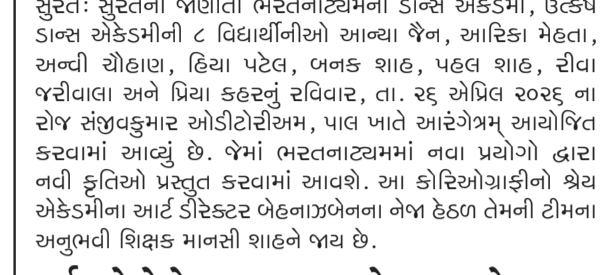 સુરતઃ સુરતની જાણીતી ભરતનાટ્યમની ડાન્સ એકેડમી, ઉત્કર્ષ
ડાન્સ એકેડમીની ૮ વિદ્યાર્થીનીઓ આન્યા જૈન, આરિકા મેહતા,
અન્વી ચૌહાણ, હિયા પટેલ, બનક શાહ, પહલ શાહ, રીવા
જરીવાલા અને પ્રિયા કહરનું રવિવાર, તા. ૨૬ એપ્રિલ ૨૦૨૬ ના
રોજ સંજીવકુમાર ઓડીટોરીઅમ, પાલ ખાતે આરંગેત્રમ્ આયોજિત
કરવામાં આવ્યું છે. જેમાં ભરતનાટ્યમમાં નવા પ્રયોગો દ્વારા
નવી કૃતિઓ પ્રસ્તુત કરવામાં આવશે. આ કોરિઓગ્રાફીનો શ્રેય
એકેડમીના આર્ટ ડીરેક્ટર બેહનાઝબેનના નેજા હેઠળ તેમની ટીમના
અનુભવી શિક્ષક માનસી શાહને જાય છે.